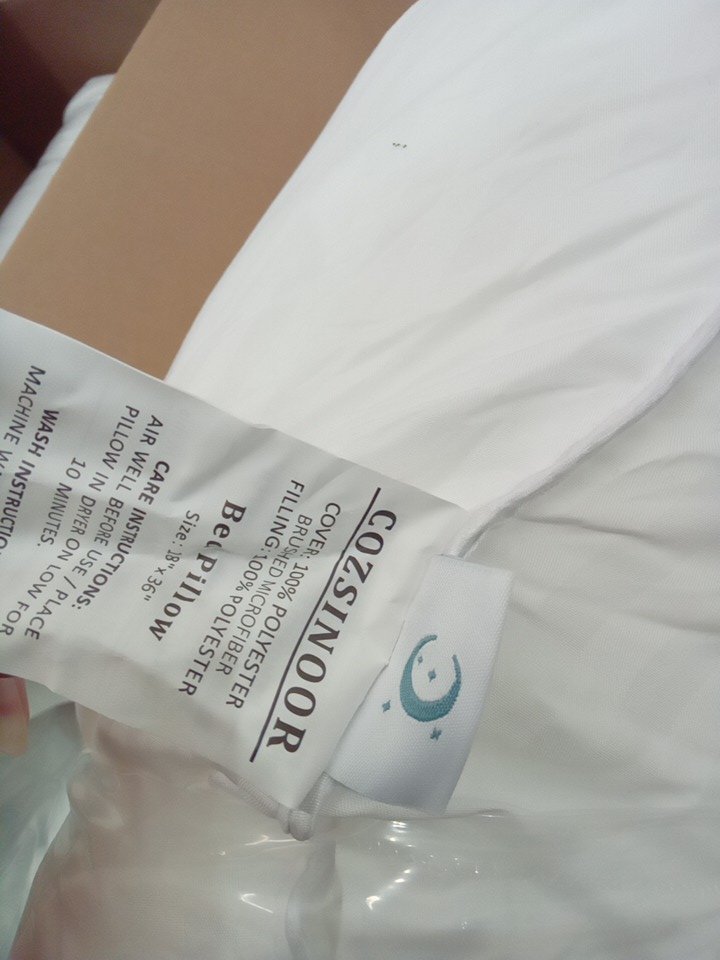 COZSINOOR
COVER: 100% POLYESTER
BRUSHED MICROFIBER
FILLING:100% POLYESTER
Bed Pillow
Size: 18"x36"
CARE INSTRUCTIONS:
AIR WELL BEFORE USE / PLACE
PILLOW IN DRYER ON LOW FOR
10 MINUTES.
WASH
MACHINE